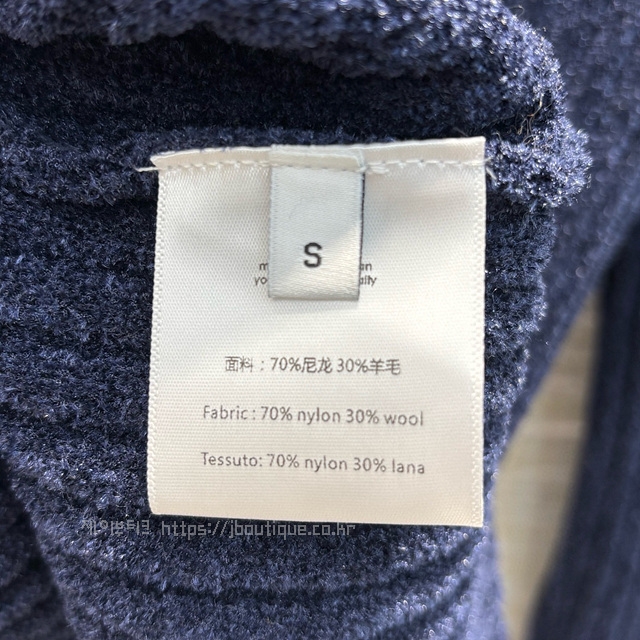 S
面料：70%尼龙 30%羊毛
Fabric : 70% nylon 30% wool
Tessuto: 70% nylon 30% lana
제이부티크 https://jboutique.co.kr